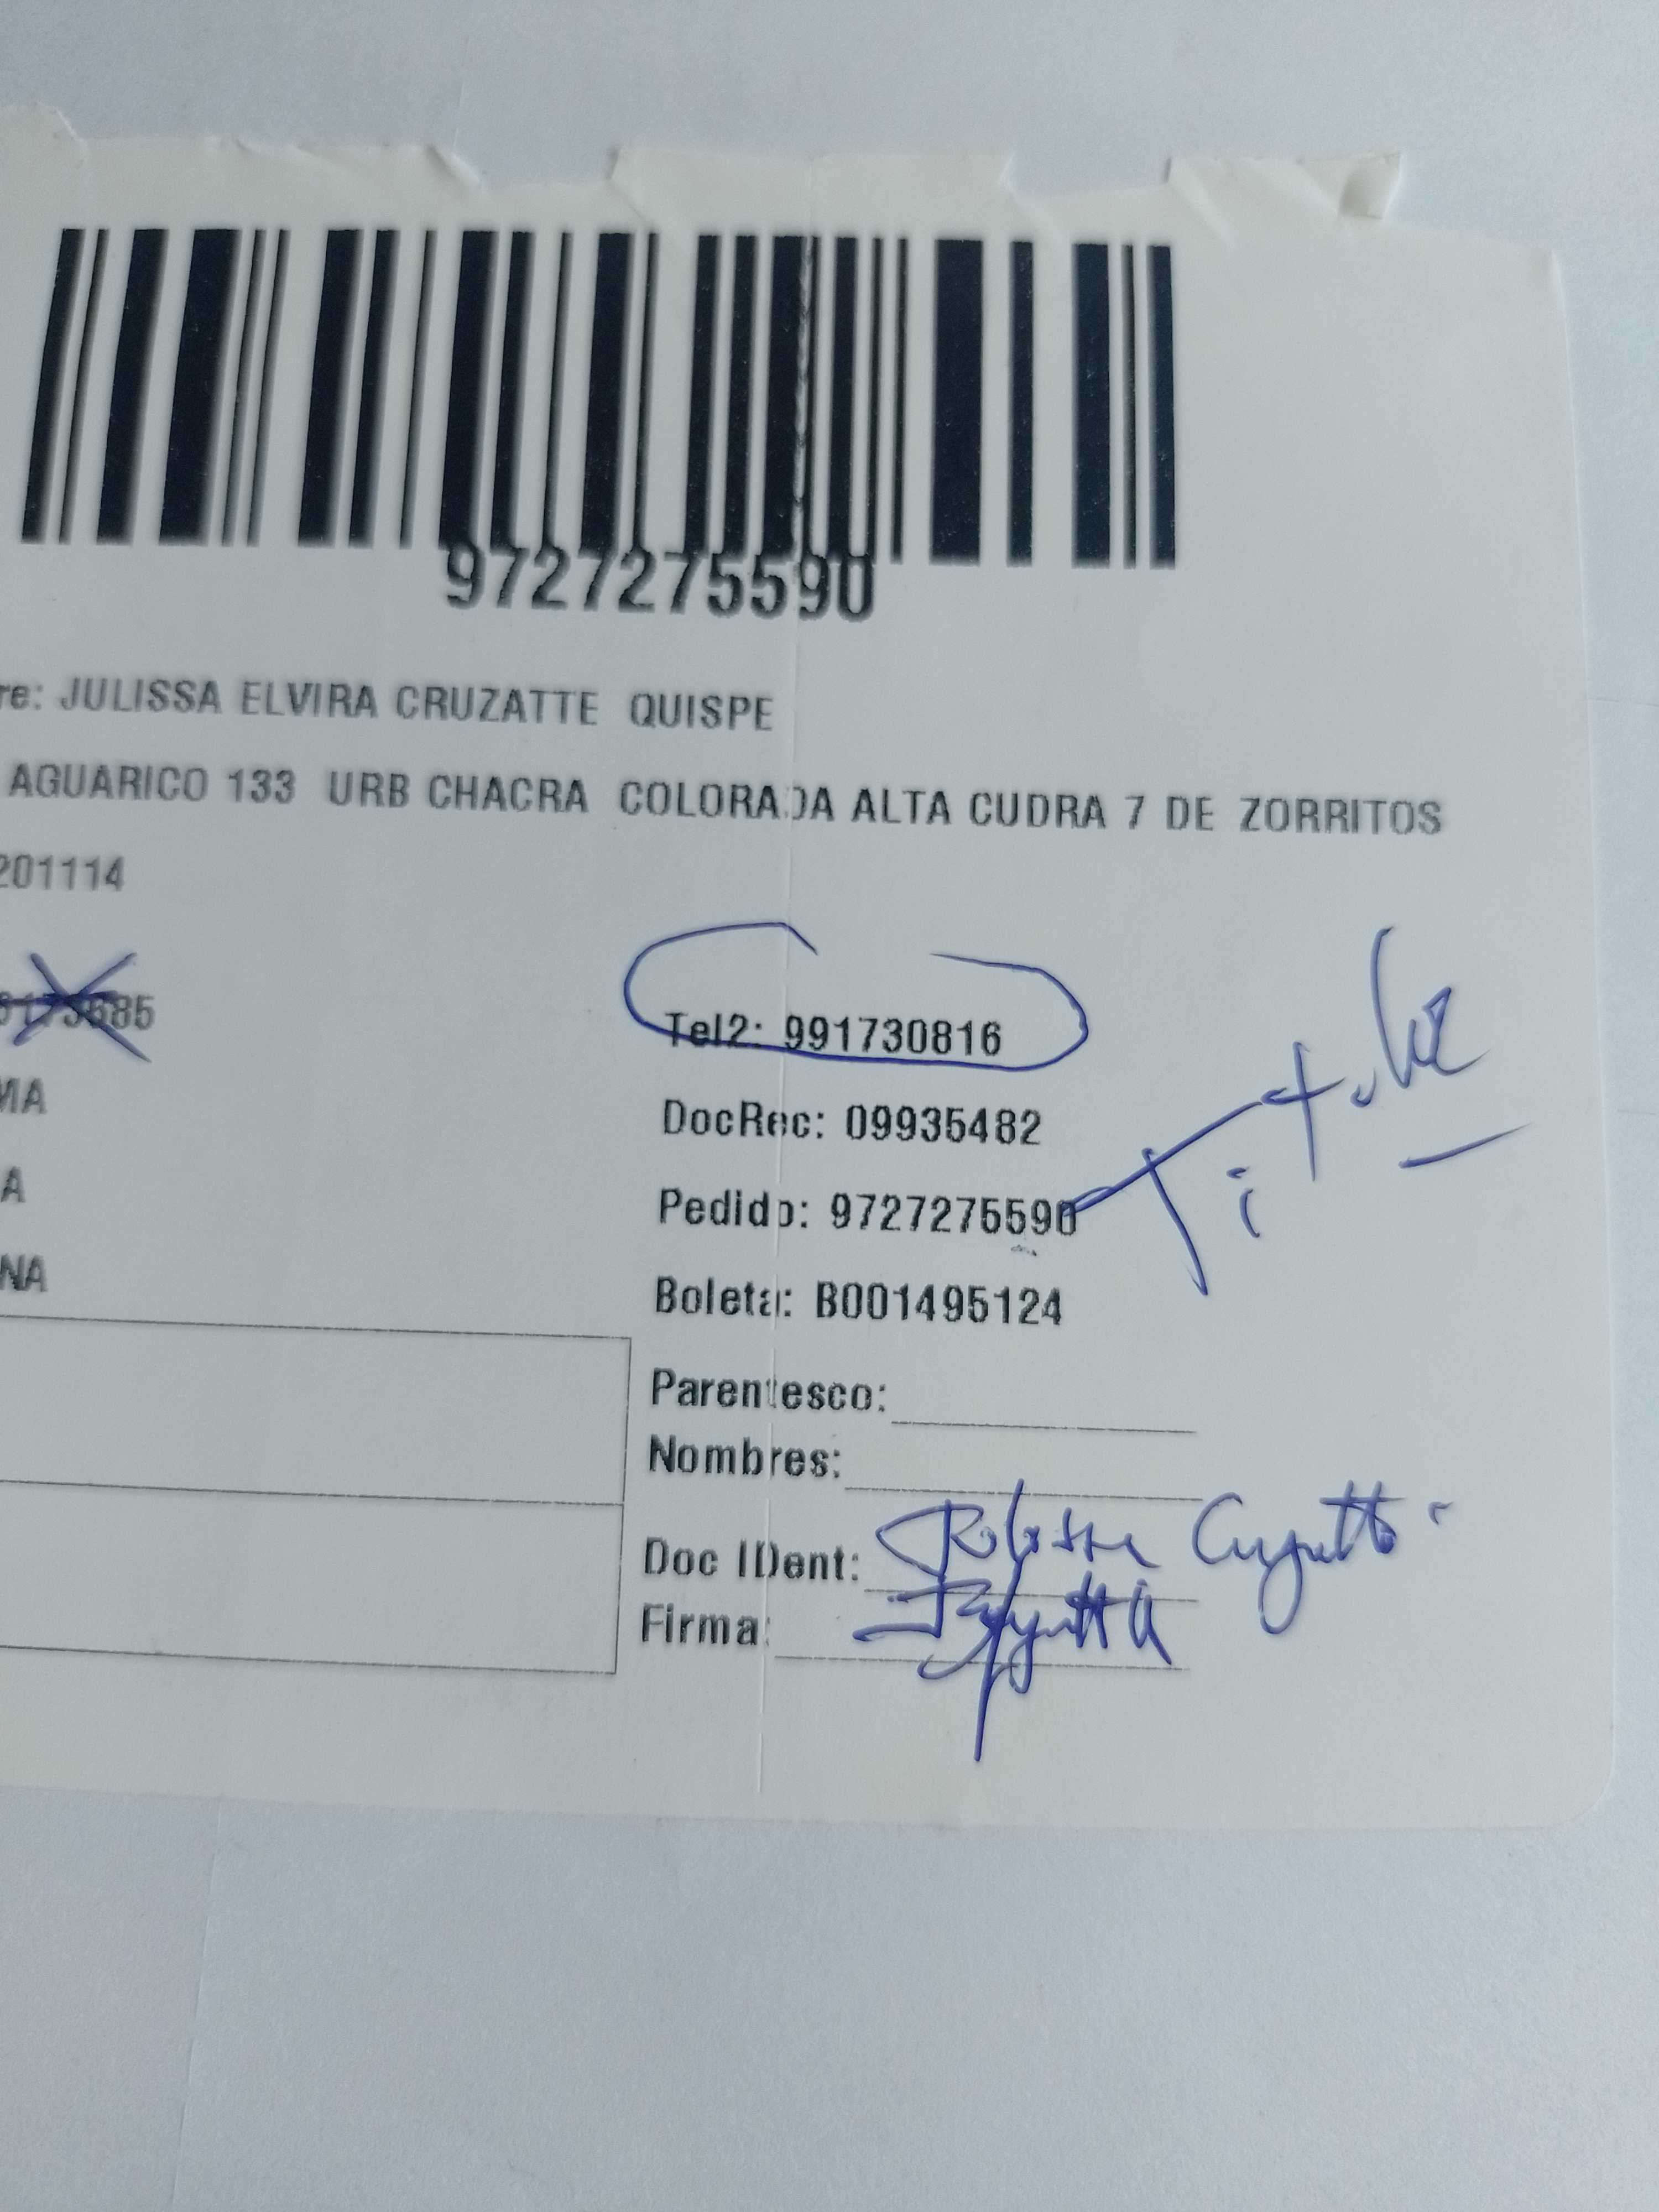 9727275590
re: JULISSA ELVIRA CRUZATTE QUISPE
AGUARICO 133 URB CHACRA COLORADA ALTA CUDRA 7 DE ZORRITOS
201114
Tel2: 991730816
DocRec: 09935482
MA
Pedido: 9727275590
A
Titular
Boleta: B001495124
NA
Parentesco:
Nombres:
Doc IDent:
Firma: